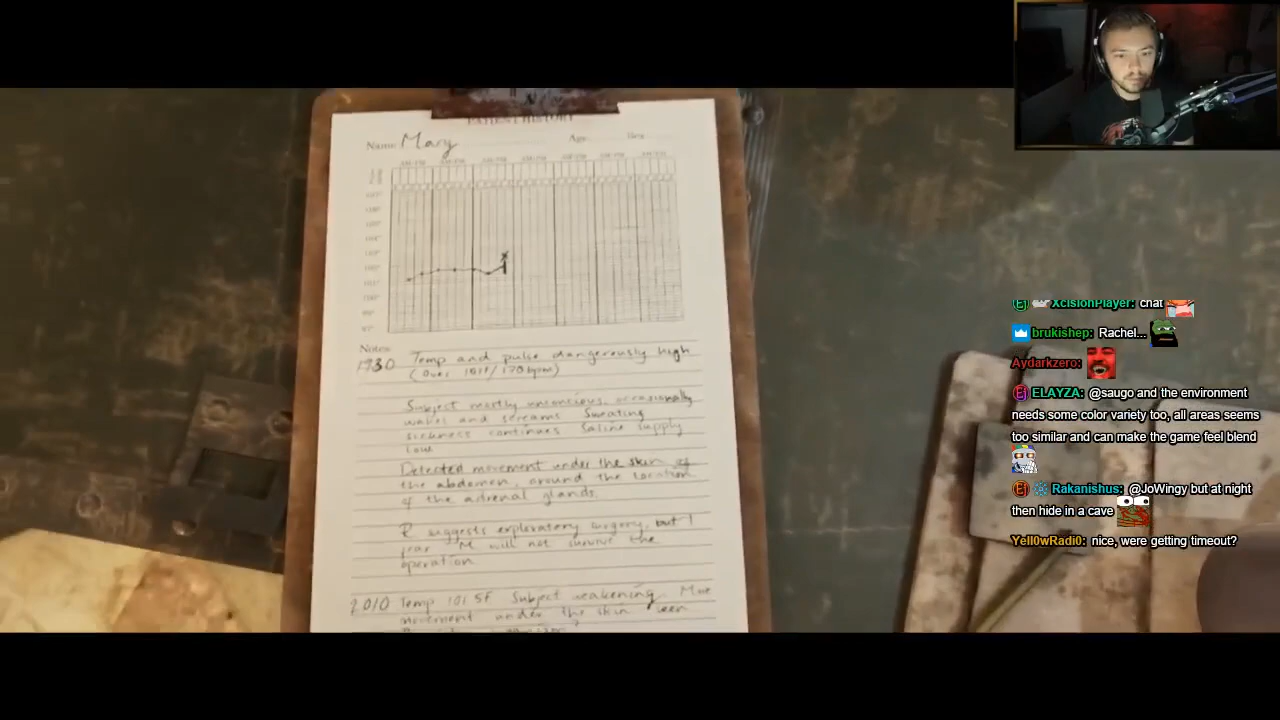 PATIENT HISTORY
Name Mary Age Sex
Notes
1930 Temp and pulse dangerously high
(Over 101F/170bpm)
Subject mostly unconcious, occasionally
wakes and screams Sweating
sickness continues Saline supply
low
Detected movement under the skin of
the abdomen, around the location
of the adrenal glands.
R suggests exploratory surgery, but I
fear M will not survive the
operation
2010 Temp 101.5F Subject weakening. More
movement under the skin seen
XcisionPlayer: chat
brukishep: Rachel...
Aydarkzero:
ELAYZA: @saugo and the environment
needs some color variety too, all areas seems
too similar and can make the game feel blend
Rakanishus: @JoWingy but at night
then hide in a cave
Yell0wRadi0: nice, were getting timeout?